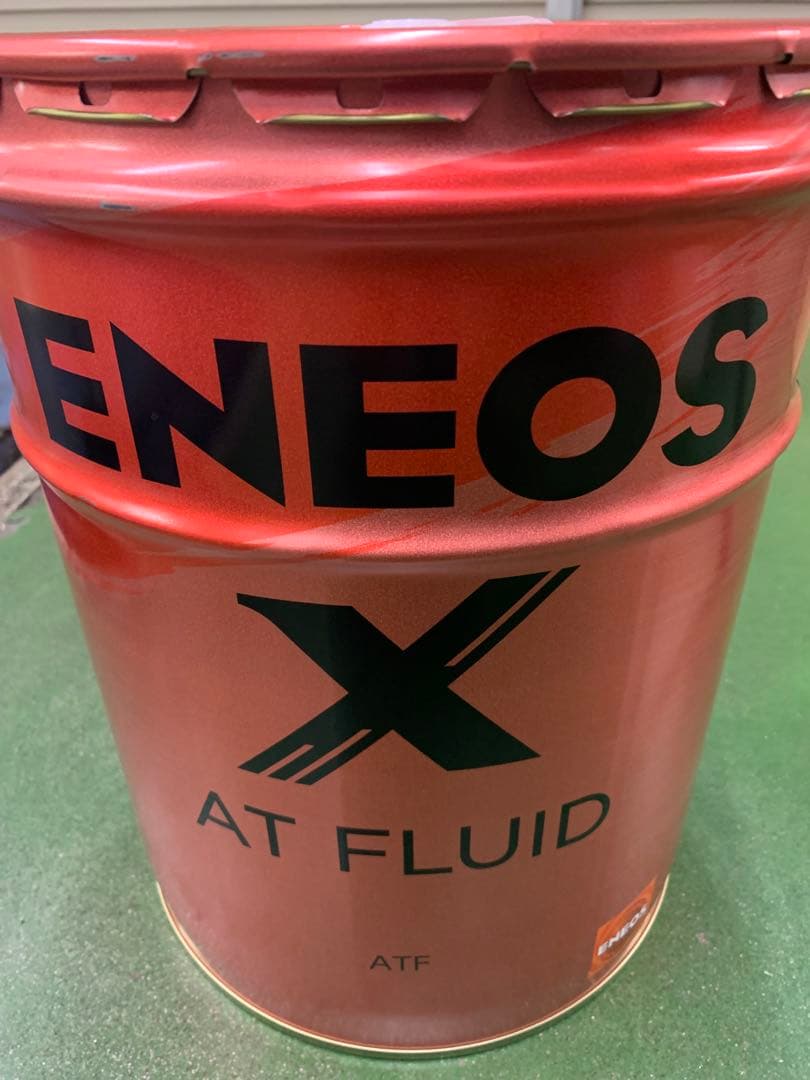 ENEOS
X
AT FLUID
ATF
ENEOS